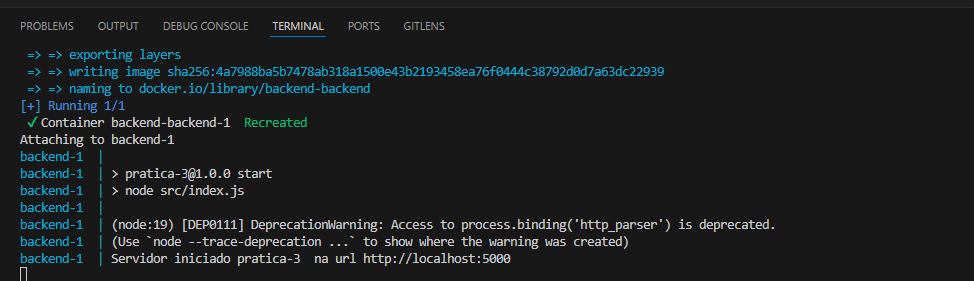 PROBLEMS OUTPUT DEBUG CONSOLE TERMINAL PORTS GITLENS
=> => exporting layers
=> => writing image sha256:4a7988ba5b7478ab318a1500e43b2193458ea76f0444c38792d0d7a63dc22939
=> => naming to docker.io/library/backend-backend
[+] Running 1/1
✓ Container backend-backend-1 Recreated
Attaching to backend-1
backend-1 |
backend-1 | > pratica-3@1.0.0 start
backend-1 | > node src/index.js
backend-1 |
backend-1 | (node:19) [DEP0111] DeprecationWarning: Access to process.binding('http_parser') is deprecated.
backend-1 | (Use `node --trace-deprecation ...` to show where the warning was created)
backend-1 | Servidor iniciado pratica-3  na url http://localhost:5000